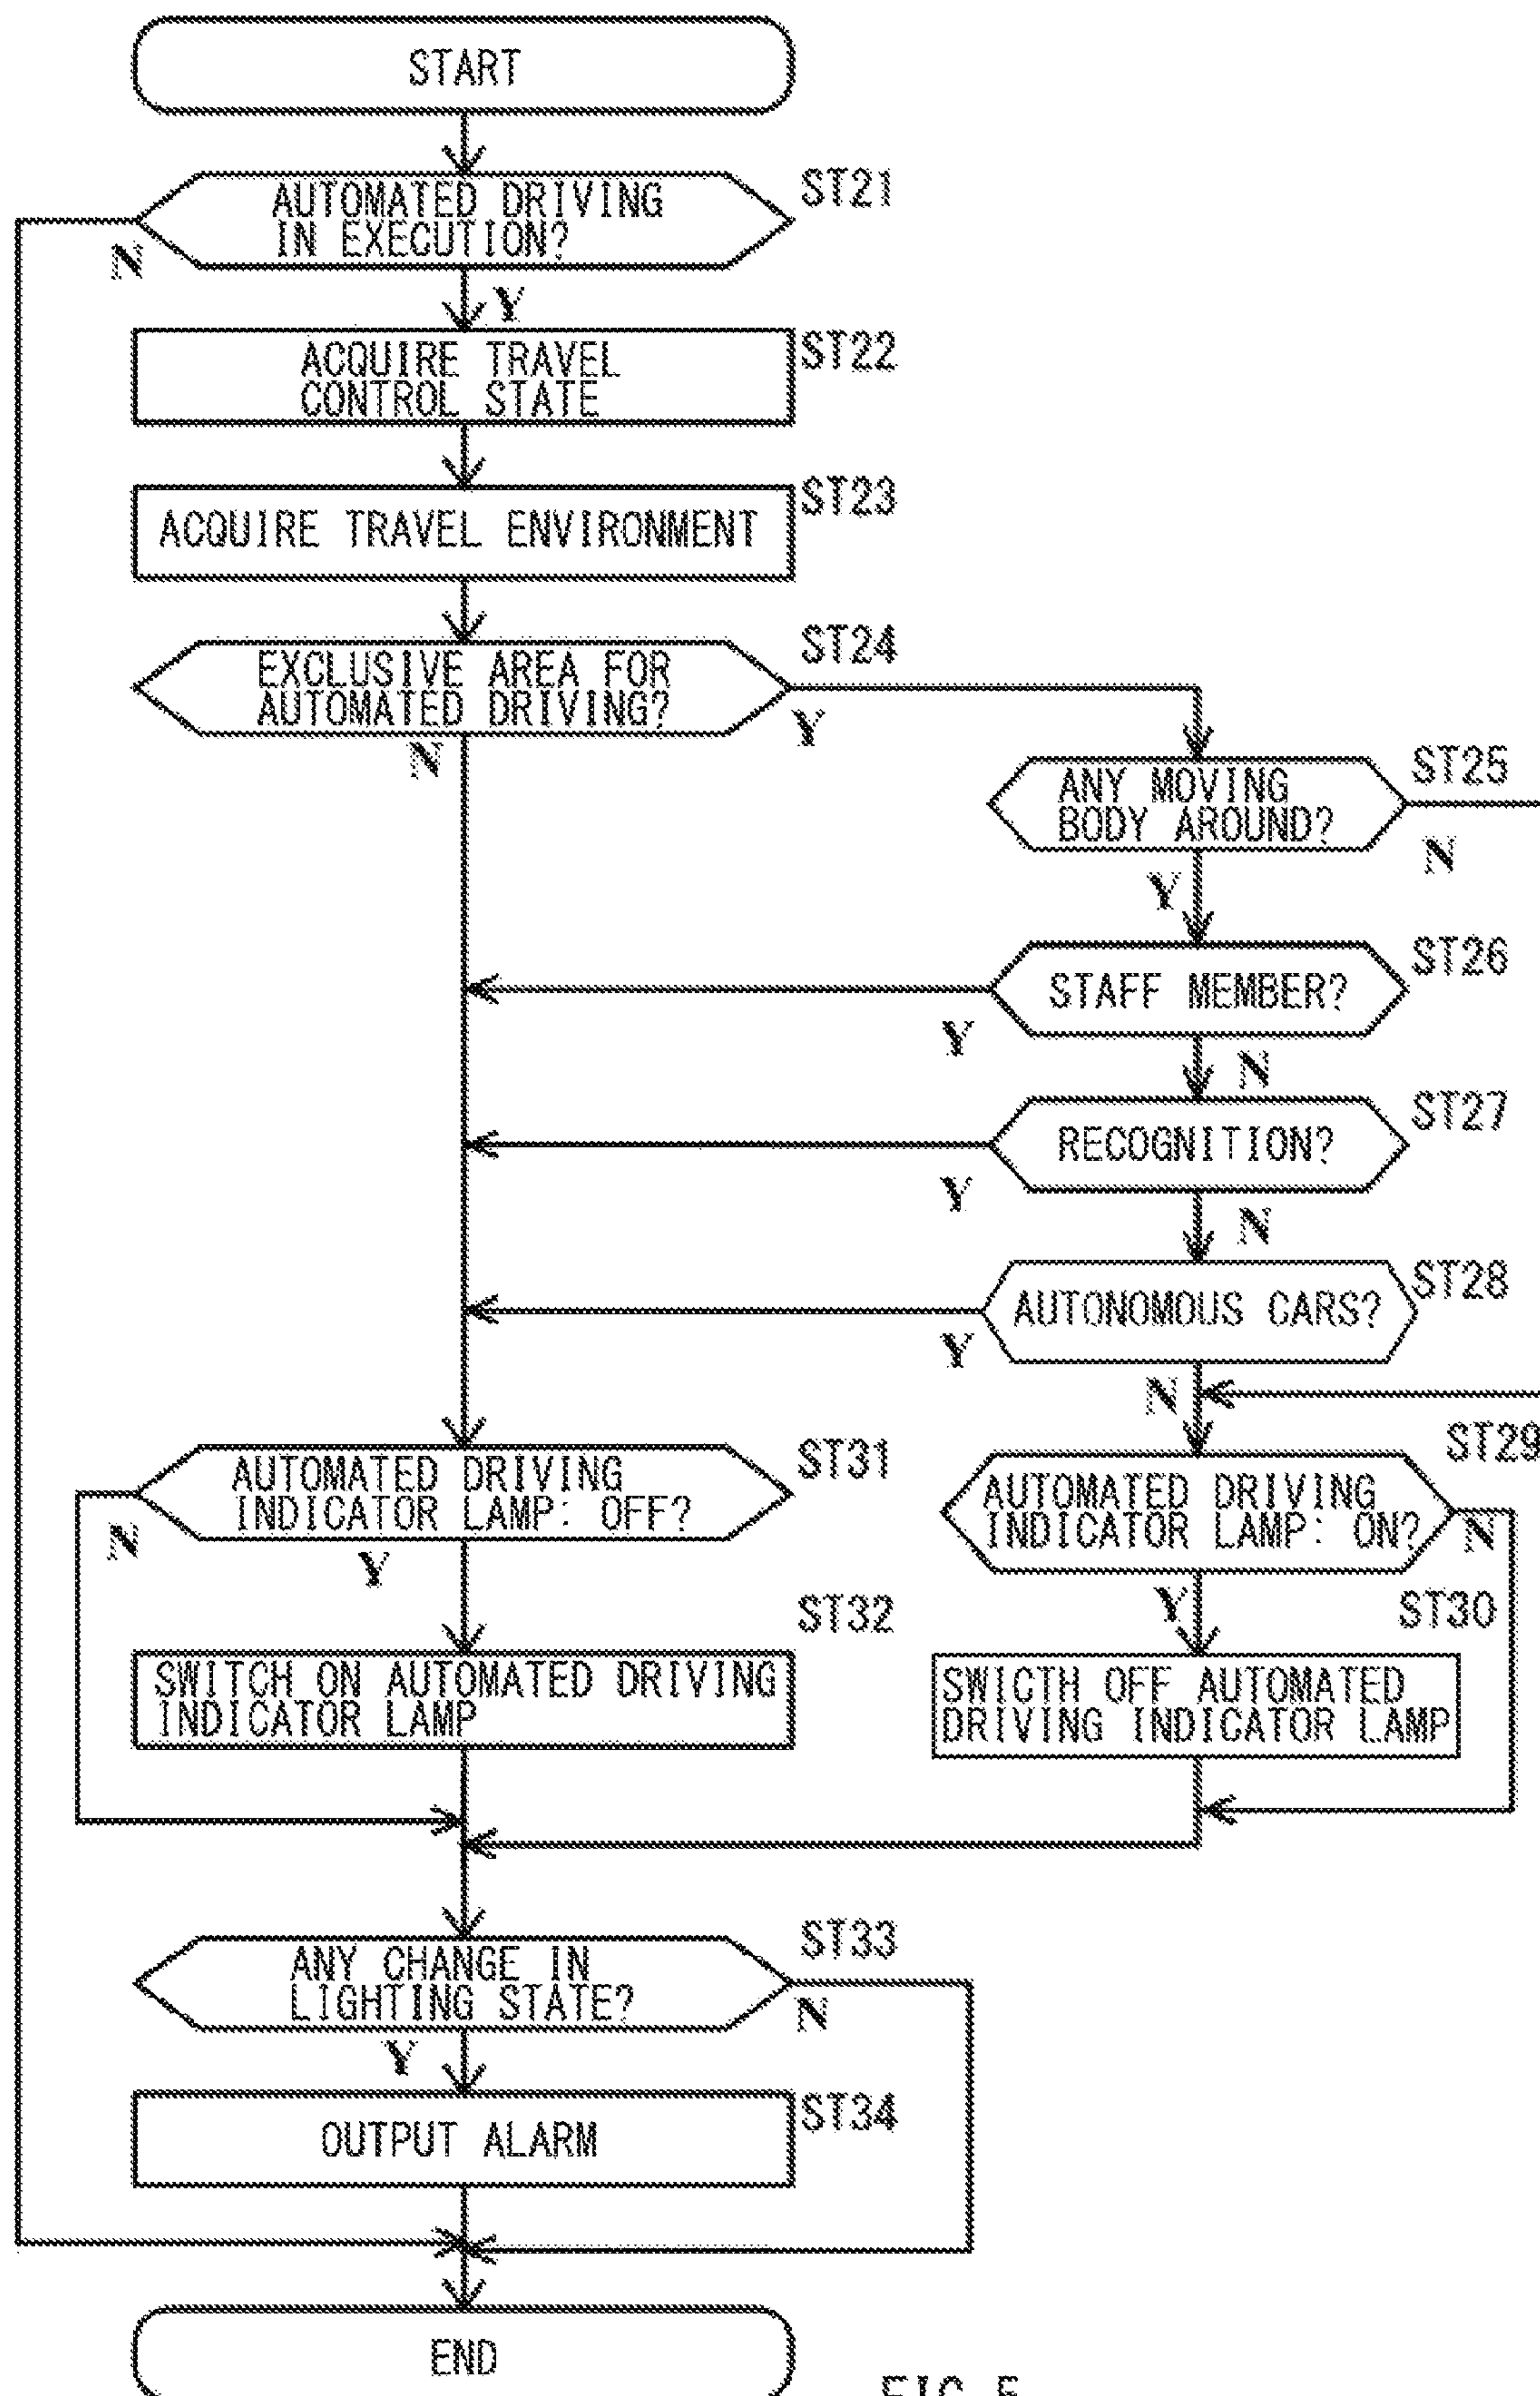 START
ST21
AUTOMATED DRIVING
IN EXECUTION?
N
Y
ST22
ACQUIRE TRAVEL
CONTROL STATE
ST23
ACQUIRE TRAVEL ENVIRONMENT
ST24
EXCLUSIVE AREA FOR
AUTOMATED DRIVING?
Y
N
ST25
ANY MOVING
BODY AROUND?
N
Y
ST26
STAFF MEMBER?
Y
N
ST27
RECOGNITION?
Y
N
ST28
AUTONOMOUS CARS?
Y
N
ST29
AUTOMATED DRIVING
INDICATOR LAMP: ON?
N
Y
ST30
SWICTH OFF AUTOMATED
DRIVING INDICATOR LAMP
ST31
AUTOMATED DRIVING
INDICATOR LAMP: OFF?
N
Y
ST32
SWITCH ON AUTOMATED DRIVING
INDICATOR LAMP
ST33
ANY CHANGE IN
LIGHTING STATE?
N
Y
ST34
OUTPUT ALARM
END
FIG. 5